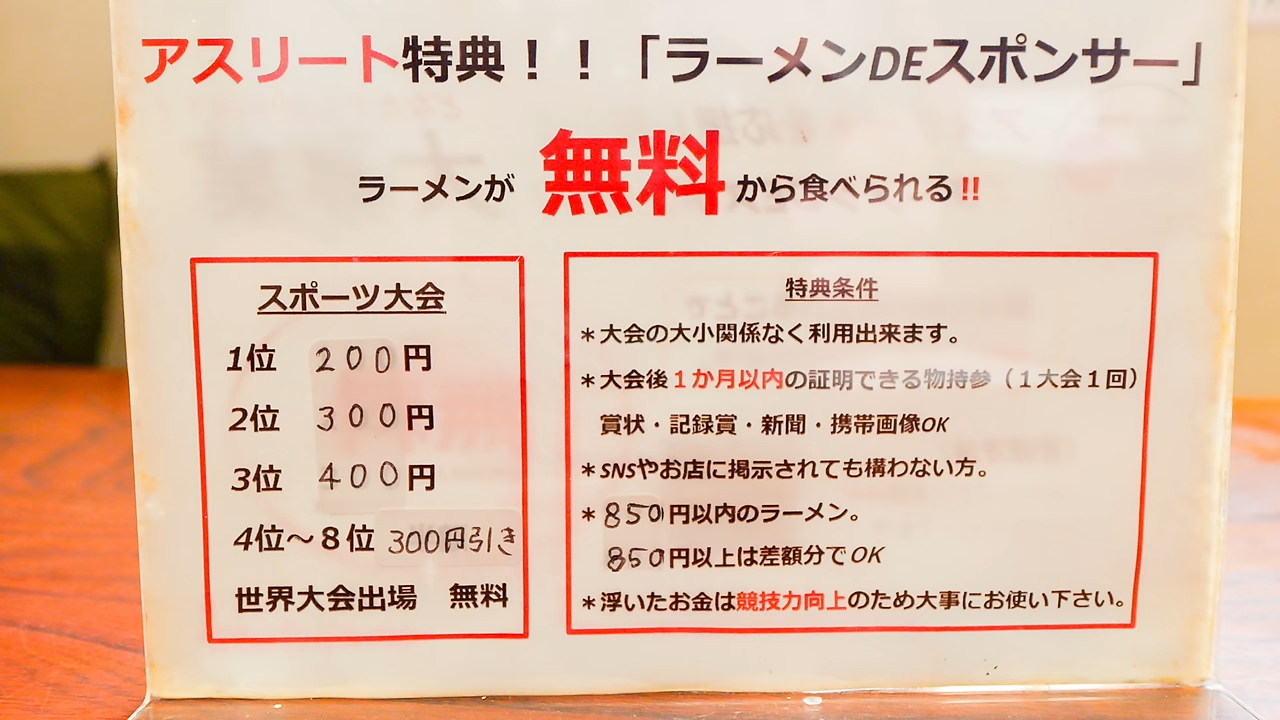 アスリート特典！！「ラーメンDEスポンサー」
ラーメンが 無料 から食べられる!!
スポーツ大会
1位 200円
2位 300円
3位 400円
4位～8位 300円引き
世界大会出場 無料
特典条件
＊大会の大小関係なく利用出来ます。
＊大会後１か月以内の証明できる物持参（１大会１回）
賞状・記録賞・新聞・携帯画像OK
＊SNSやお店に掲示されても構わない方。
＊850円以内のラーメン。
850円以上は差額分でOK
＊浮いたお金は競技力向上のため大事にお使い下さい。